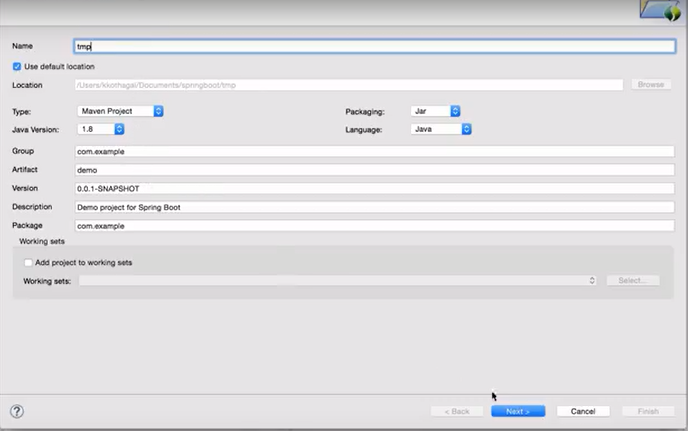 Name tmp
Use default location
Location /Users/kkothagal/Documents/springboot/tmp Browse
Type: Maven Project Packaging: Jar
Java Version: 1.8 Language: Java
Group com.example
Artifact demo
Version 0.0.1-SNAPSHOT
Description Demo project for Spring Boot
Package com.example
Working sets
Add project to working sets
Working sets: Select...
? < Back Next > Cancel Finish